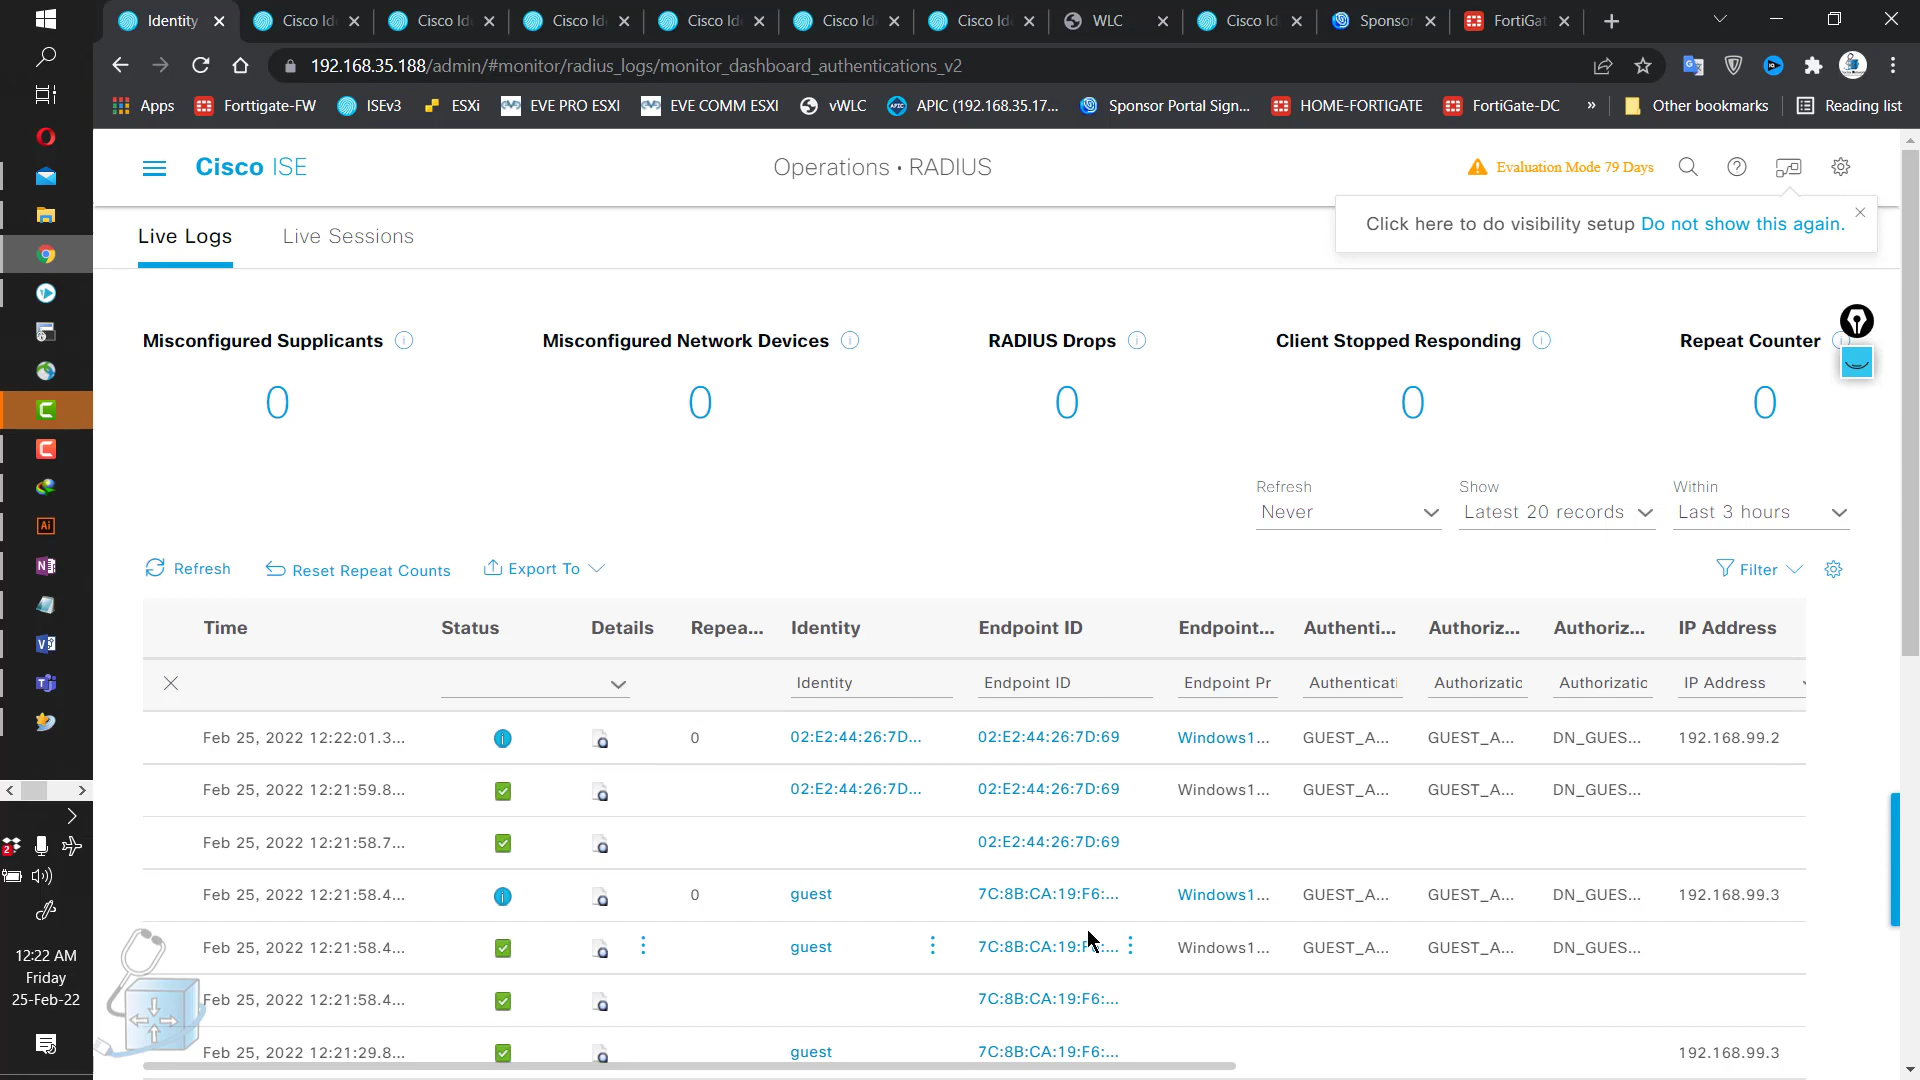 Identity
Cisco Id
Cisco Id
Cisco Id
Cisco Id
Cisco Id
Cisco Id
WLC
Cisco Id
Sponso
FortiGat
192.168.35.188/admin/#monitor/radius_logs/monitor_dashboard_authentications_v2
Apps
Forttigate-FW
ISEv3
ESXi
EVE PRO ESXI
EVE COMM ESXI
vWLC
APIC (192.168.35.17...
Sponsor Portal Sign...
HOME-FORTIGATE
FortiGate-DC
»
Other bookmarks
Reading list
Cisco ISE
Operations · RADIUS
Evaluation Mode 79 Days
Click here to do visibility setup Do not show this again.
Live Logs
Live Sessions
Misconfigured Supplicants
Misconfigured Network Devices
RADIUS Drops
Client Stopped Responding
Repeat Counter
0
0
0
0
0
Refresh
Never
Show
Latest 20 records
Within
Last 3 hours
Refresh
Reset Repeat Counts
Export To
Filter
Time Status Details Repea... Identity Endpoint ID Endpoint... Authenti... Authoriz... Authoriz... IP Address
Identity Endpoint ID Endpoint Pr Authenticati Authorizatic Authorizatic IP Address
Feb 25, 2022 12:22:01.3... 0 02:E2:44:26:7D... 02:E2:44:26:7D:69 Windows1... GUEST_A... GUEST_A... DN_GUES... 192.168.99.2
Feb 25, 2022 12:21:59.8... 02:E2:44:26:7D... 02:E2:44:26:7D:69 Windows1... GUEST_A... GUEST_A... DN_GUES...
Feb 25, 2022 12:21:58.7... 02:E2:44:26:7D:69
Feb 25, 2022 12:21:58.4... 0 guest 7C:8B:CA:19:F6:... Windows1... GUEST_A... GUEST_A... DN_GUES... 192.168.99.3
Feb 25, 2022 12:21:58.4... guest 7C:8B:CA:19:F6:... Windows1... GUEST_A... GUEST_A... DN_GUES...
Feb 25, 2022 12:21:58.4... 7C:8B:CA:19:F6:...
Feb 25, 2022 12:21:29.8... guest 7C:8B:CA:19:F6:... 192.168.99.3
12:22 AM
Friday
25-Feb-22